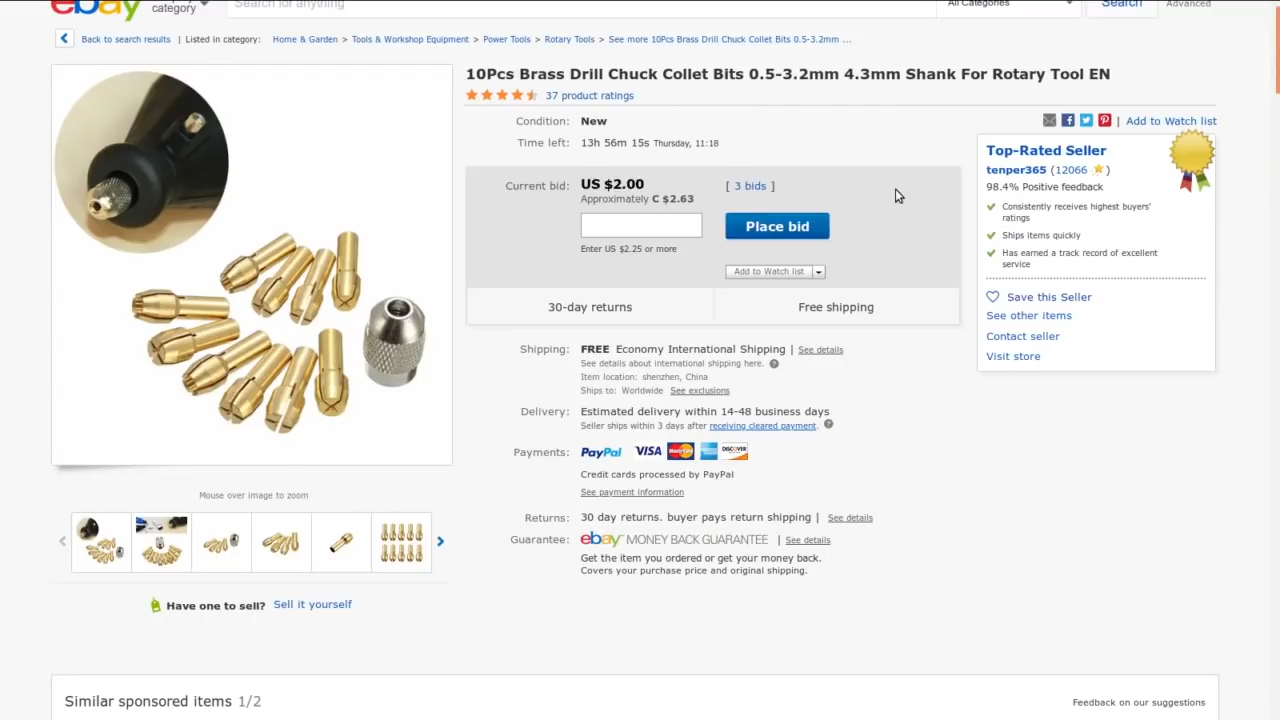 ebay
category
Search for anything
All Categories
Search
Advanced
Back to search results | Listed in category: Home & Garden > Tools & Workshop Equipment > Power Tools > Rotary Tools > See more 10Pcs Brass Drill Chuck Collet Bits 0.5-3.2mm ...
10Pcs Brass Drill Chuck Collet Bits 0.5-3.2mm 4.3mm Shank For Rotary Tool EN
37 product ratings
Condition: New
| Add to Watch list
Time left: 13h 56m 15s Thursday, 11:18
Current bid: US $2.00 [ 3 bids ]
Approximately C $2.63
Place bid
Enter US $2.25 or more
Add to Watch list
30-day returns Free shipping
Top-Rated Seller
tenper365 (12066 )
98.4% Positive feedback
Consistently receives highest buyers'
ratings
Ships items quickly
Has earned a track record of excellent
service
Save this Seller
See other items
Contact seller
Visit store
Shipping: FREE Economy International Shipping | See details
See details about international shipping here.
Item location: shenzhen, China
Ships to: Worldwide See exclusions
Delivery: Estimated delivery within 14-48 business days
Seller ships within 3 days after receiving cleared payment.
Payments: PayPal VISA MasterCard DISCOVER
Credit cards processed by PayPal
See payment information
Returns: 30 day returns. buyer pays return shipping | See details
Guarantee: ebay MONEY BACK GUARANTEE | See details
Get the item you ordered or get your money back.
Covers your purchase price and original shipping.
Mouse over image to zoom
Have one to sell? Sell it yourself
Similar sponsored items 1/2
Feedback on our suggestions